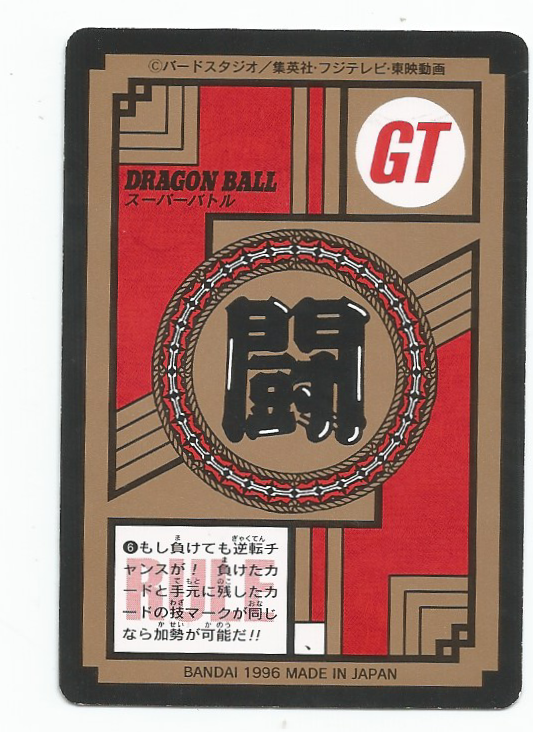 ©バードスタジオ/集英社・フジテレビ・東映動画
GT
DRAGON BALL
スーパーバトル
闘
RULE
❻もし負けても逆転チ
ャンスが! 負けたカ
ードと手元に残したカ
ードの技マークが同じ
なら加勢が可能だ!!
BANDAI 1996 MADE IN JAPAN